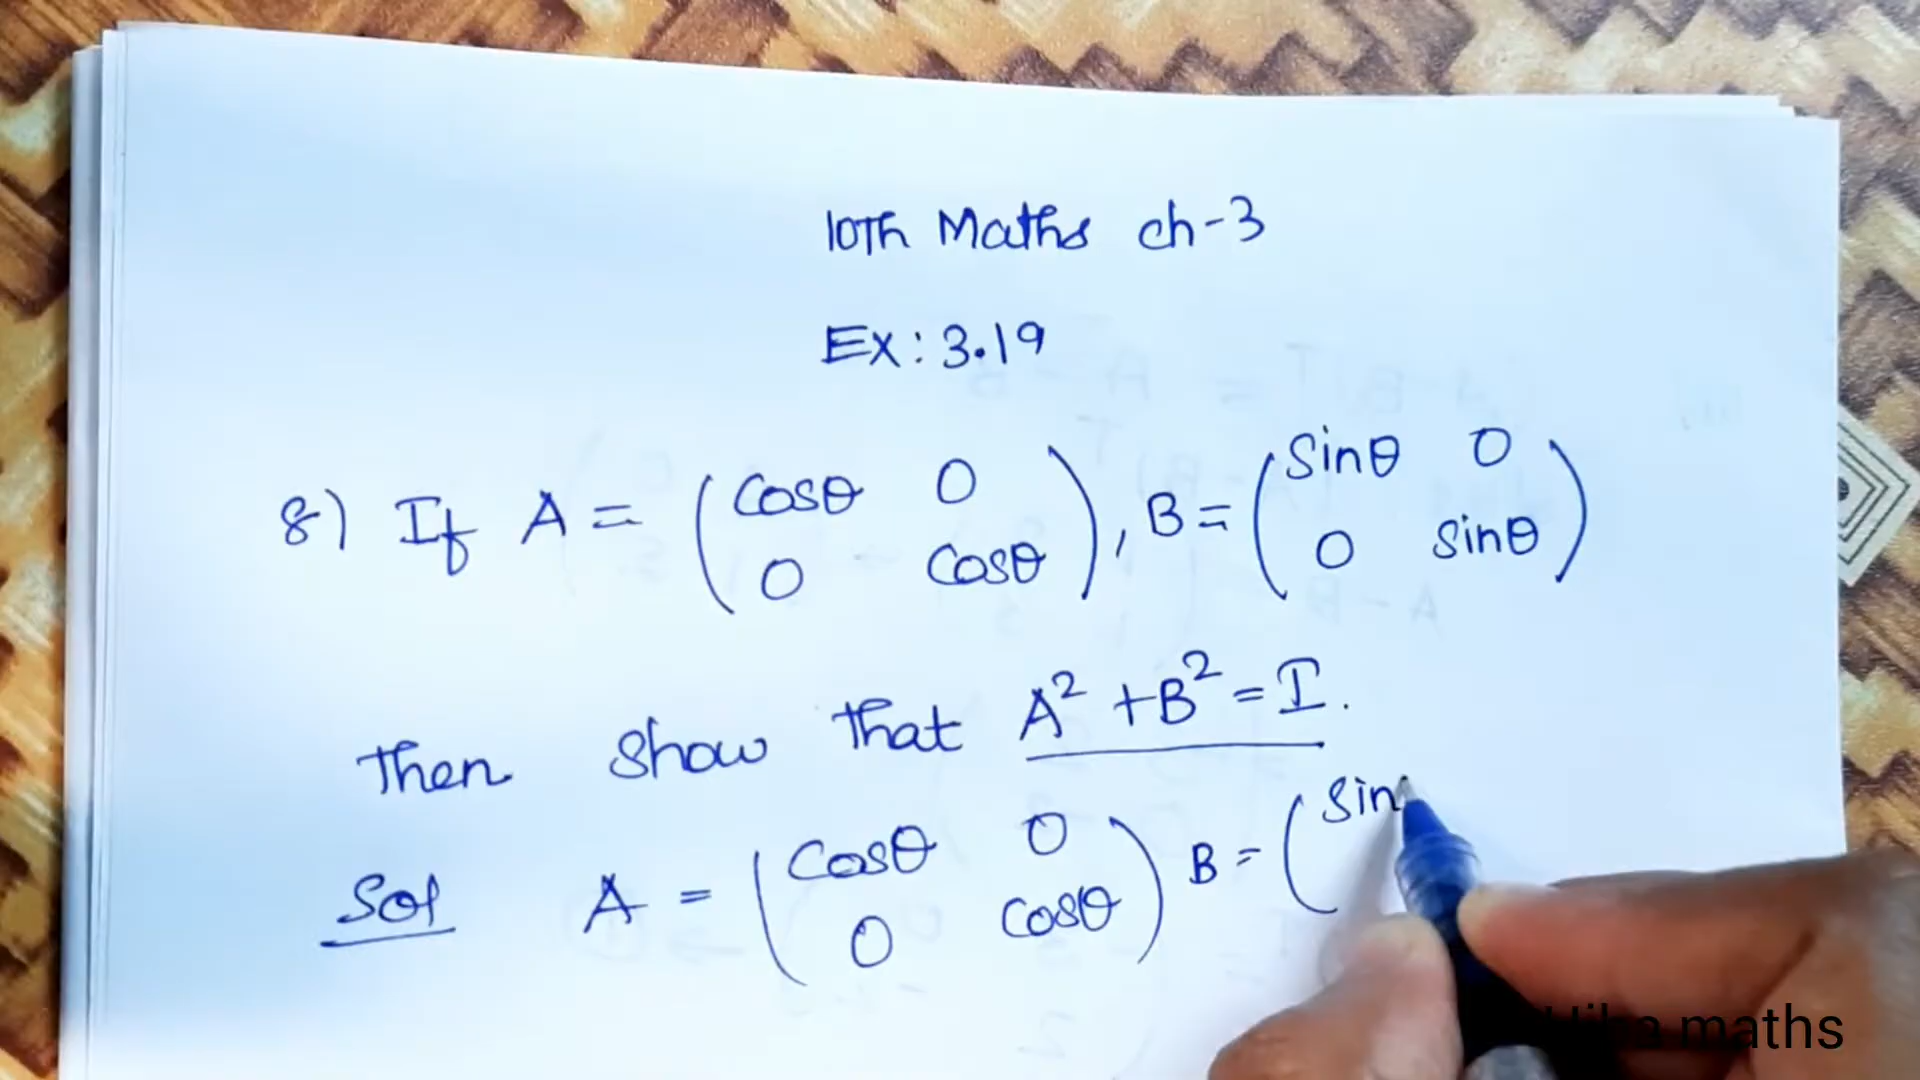 10Th Maths ch-3
Ex: 3.19
8) If A = (cosθ 0
0 cosθ), B = (Sinθ 0
0 sinθ)
Then show that A² + B² = I.
Sol A = (cosθ 0
0 cosθ) B = (Sin
maths